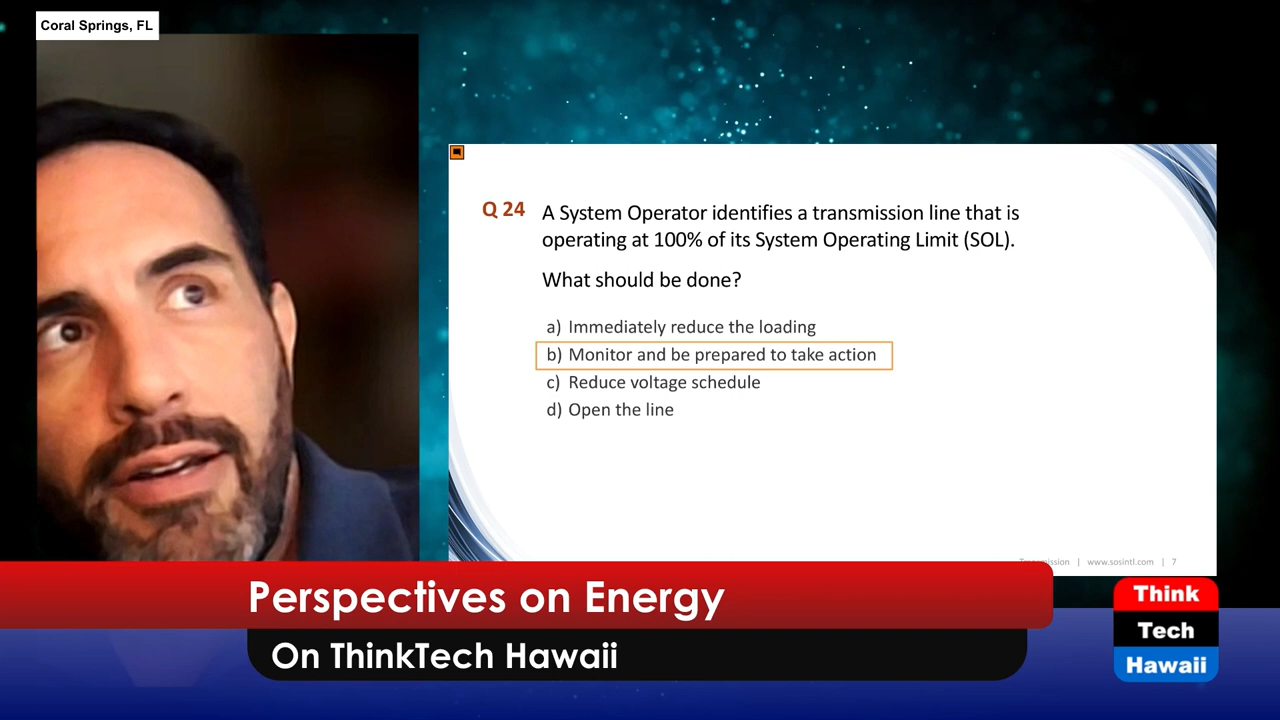 Coral Springs, FL
Q 24 A System Operator identifies a transmission line that is
operating at 100% of its System Operating Limit (SOL).
What should be done?
a) Immediately reduce the loading
b) Monitor and be prepared to take action
c) Reduce voltage schedule
d) Open the line
Transmission | www.sosintl.com | 7
Perspectives on Energy
On ThinkTech Hawaii
Think
Tech
Hawaii